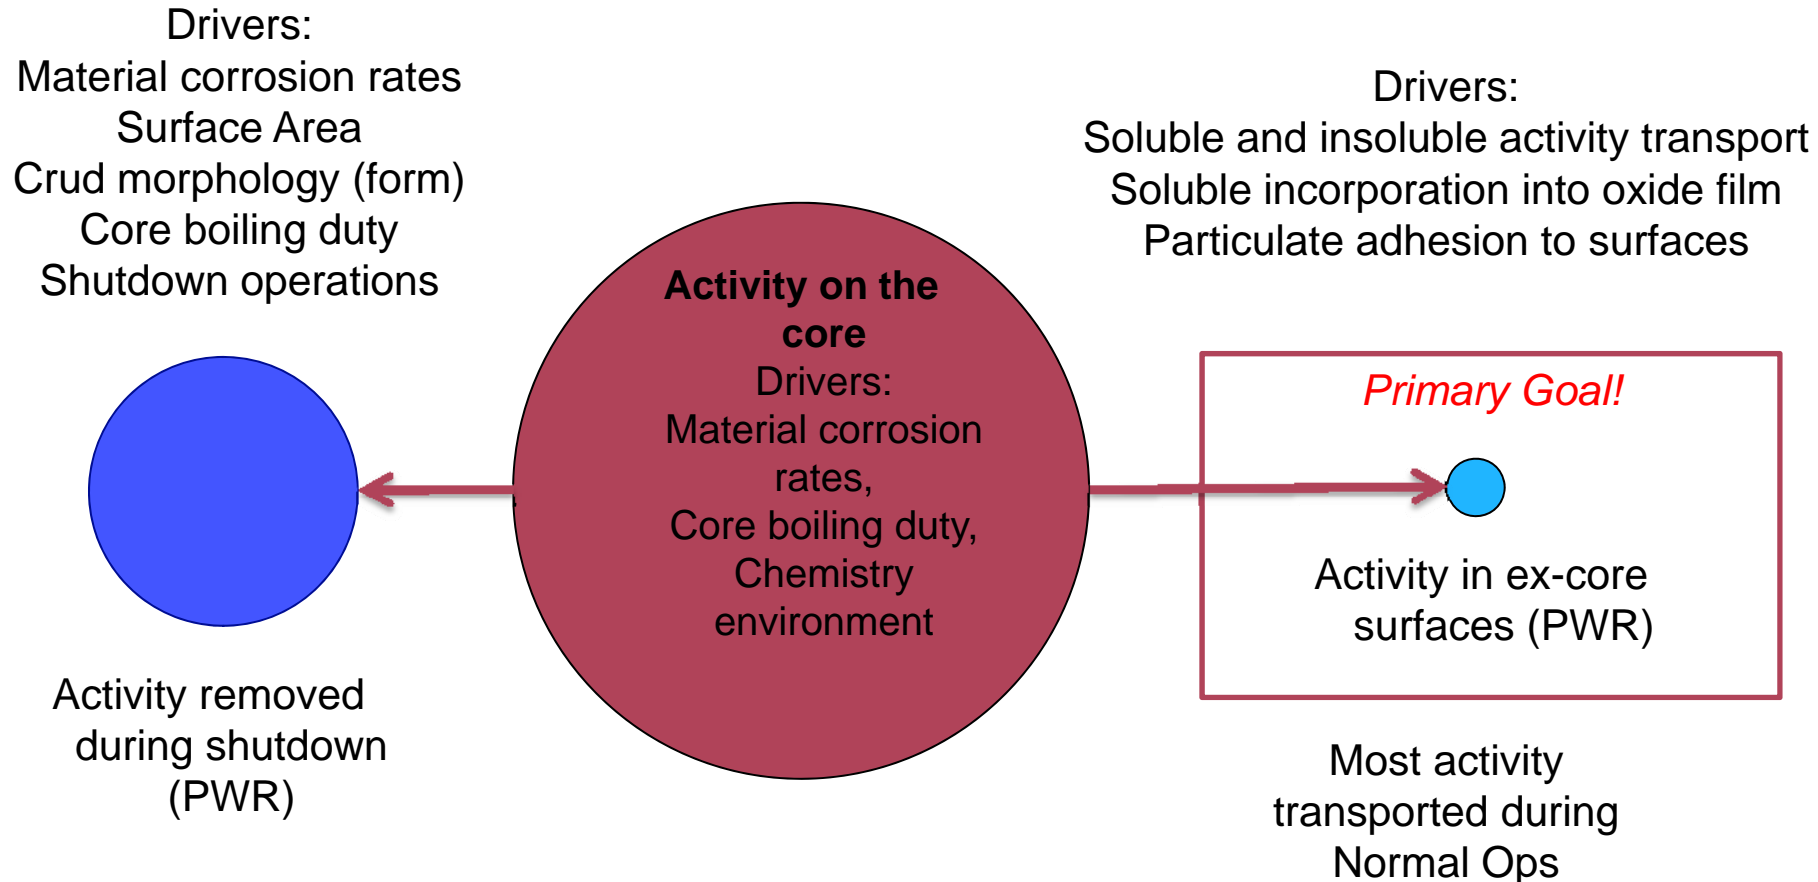 Drivers:
Material corrosion rates
Surface Area
Crud morphology (form)
Core boiling duty
Shutdown operations
Activity removed
during shutdown
(PWR)
Activity on the
core
Drivers:
Material corrosion
rates,
Core boiling duty,
Chemistry
environment
Drivers:
Soluble and insoluble activity transport
Soluble incorporation into oxide film
Particulate adhesion to surfaces
Primary Goal!
Activity in ex-core
surfaces (PWR)
Most activity
transported during
Normal Ops